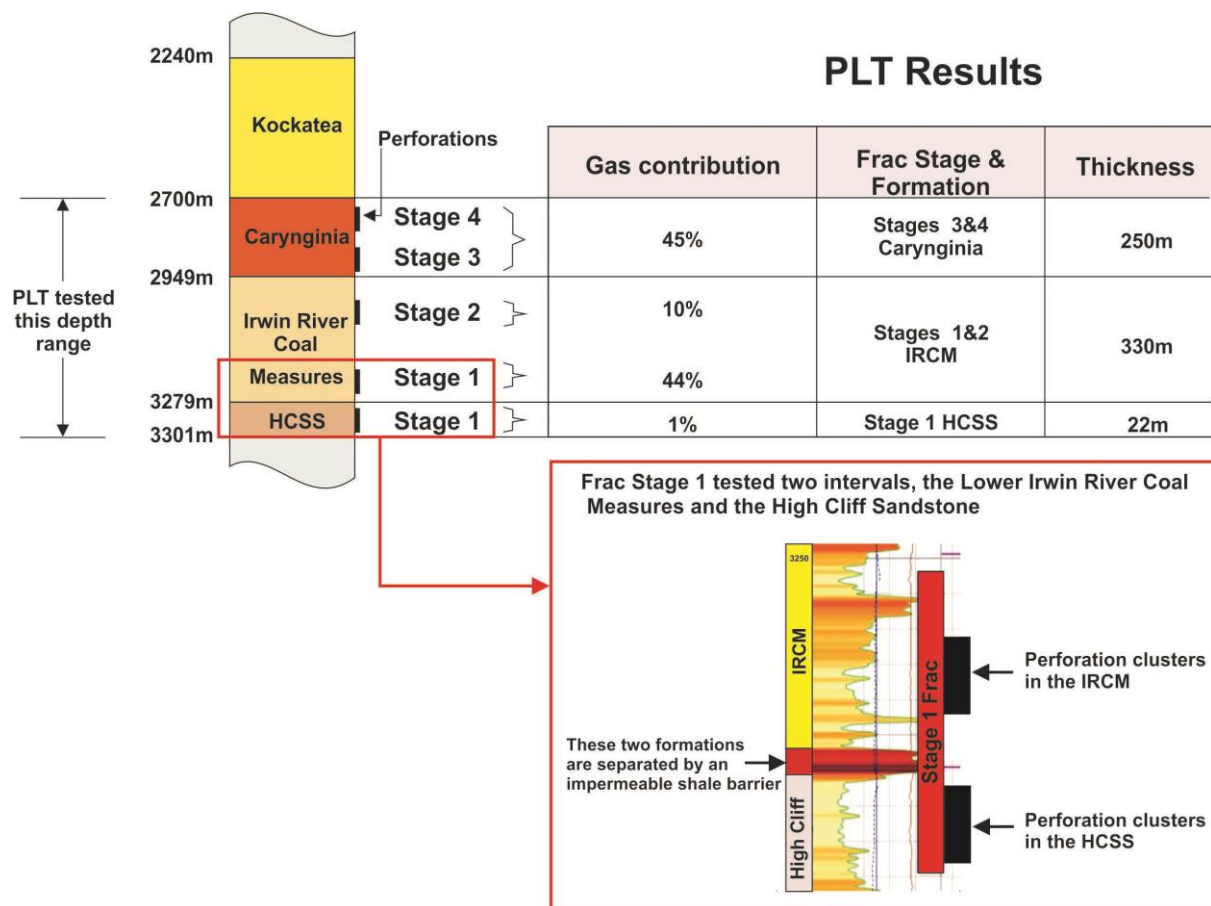 PLT Results
2240m
Kockatea
Perforations
Gas contribution
Frac Stage &
Formation
Thickness
2700m
Carynginia
Stage 4
Stage 3
45%
Stages 3&4
Carynginia
250m
2949m
PLT tested
this depth
range
Irwin River
Coal
Measures
Stage 2
10%
Stages 1&2
IRCM
330m
Stage 1
44%
3279m
HCSS
Stage 1
1%
Stage 1 HCSS
22m
3301m
Frac Stage 1 tested two intervals, the Lower Irwin River Coal
Measures and the High Cliff Sandstone
3250
IRCM
Stage 1 Frac
Perforation clusters
in the IRCM
These two formations
are separated by an
impermeable shale barrier
High Cliff
Perforation clusters
in the HCSS